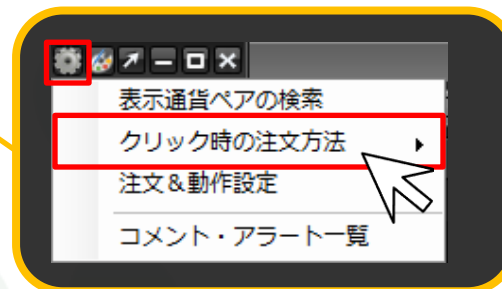 表示通貨ペアの検索
クリック時の注文方法
注文＆動作設定
コメント・アラート一覧